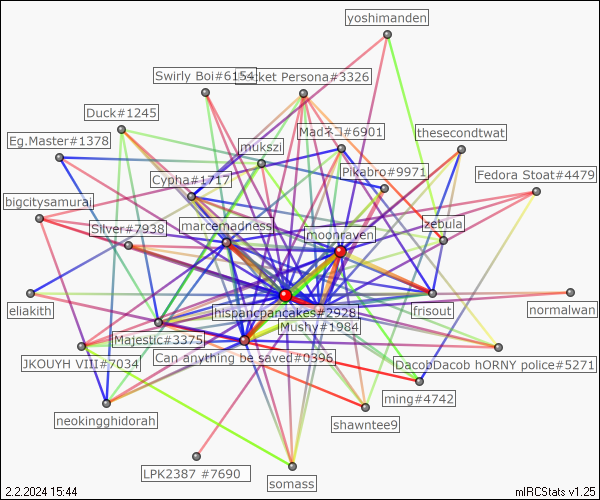 yoshimanden
Swirly Boi#6154
cket Persona#3326
Duck#1245
Madネコ#6901
thesecondtwat
Eg.Master#1378
mukszi
Pikabro#9971
Cypha#1717
Fedora Stoat#4479
bigcitysamurai
Silver#7938
marcemadness
zebula
moonraven
eliakith
hispancpancakes#2928
frisout
normalwan
Mushy#1984
Majestic#3375
Can anything be saved#0396
JKOUYH VIII#7034
DacobDacob hORNY police#5271
ming#4742
neokingghidorah
shawntee9
LPK2387 #7690
somass
2.2.2024 15:44
mIRCStats v1.25